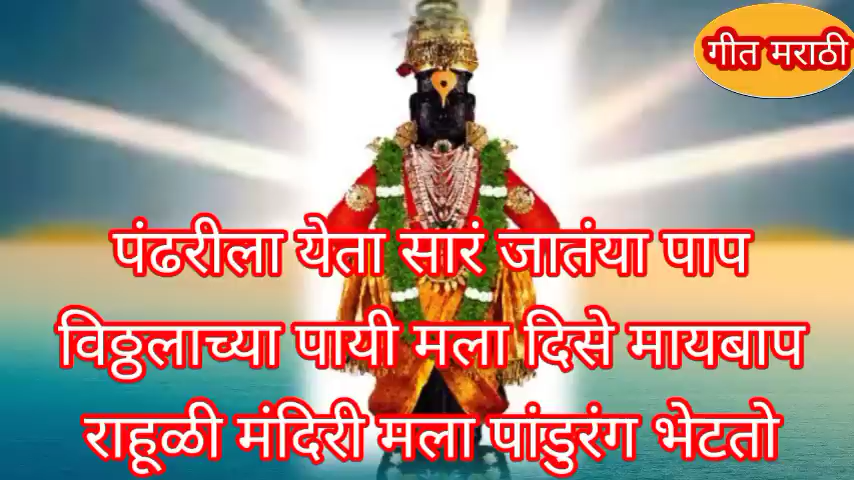 गीत मराठी
पंढरीला येता सारं जातंया पाप
विठ्ठलाच्या पायी मला दिसे मायबाप
राहूळी मंदिरी मला पांडुरंग भेटतो